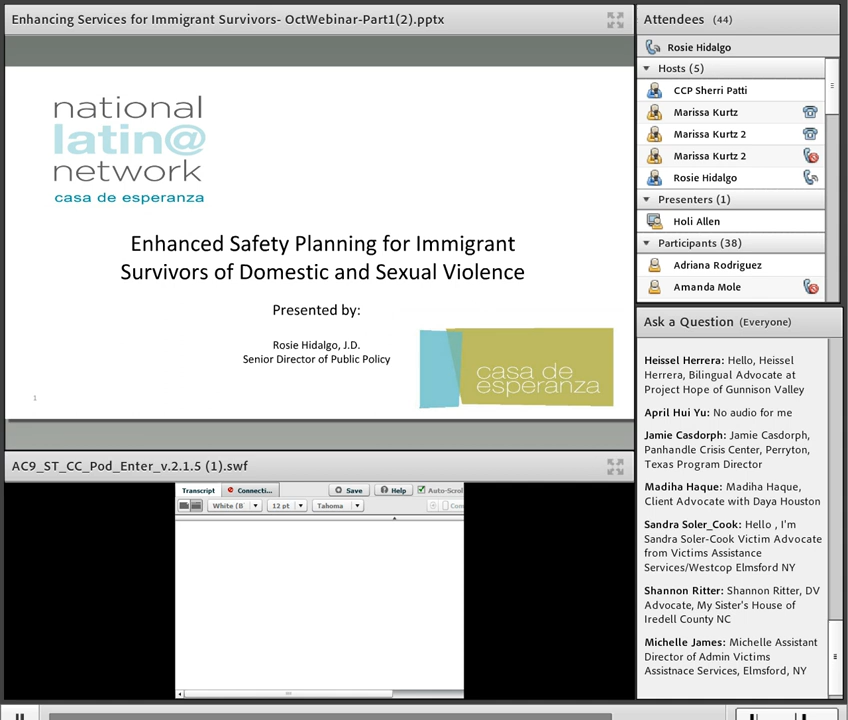 Enhancing Services for Immigrant Survivors- OctWebinar-Part1(2).pptx
national
latin@
network
casa de esperanza
Enhanced Safety Planning for Immigrant
Survivors of Domestic and Sexual Violence
Presented by:
Rosie Hidalgo, J.D.
Senior Director of Public Policy
casa de
esperanza
1
AC9_ST_CC_Pod_Enter_v.2.1.5 (1).swf
Transcript Connecti... Save Help Auto-Scrol
White (B 12 pt Tahoma Con
Attendees (44)
Rosie Hidalgo
Hosts (5)
CCP Sherri Patti
Marissa Kurtz
Marissa Kurtz 2
Marissa Kurtz 2
Rosie Hidalgo
Presenters (1)
Holi Allen
Participants (38)
Adriana Rodriguez
Amanda Mole
Ask a Question (Everyone)
Heissel Herrera: Hello, Heissel
Herrera, Bilingual Advocate at
Project Hope of Gunnison Valley
April Hui Yu: No audio for me
Jamie Casdorph: Jamie Casdorph,
Panhandle Crisis Center, Perryton,
Texas Program Director
Madiha Haque: Madiha Haque,
Client Advocate with Daya Houston
Sandra Soler_Cook: Hello , I'm
Sandra Soler-Cook Victim Advocate
from Victims Assistance
Services/Westcop Elmsford NY
Shannon Ritter: Shannon Ritter, DV
Advocate, My Sister's House of
Iredell County NC
Michelle James: Michelle Assistant
Director of Admin Victims
Assistnace Services, Elmsford, NY